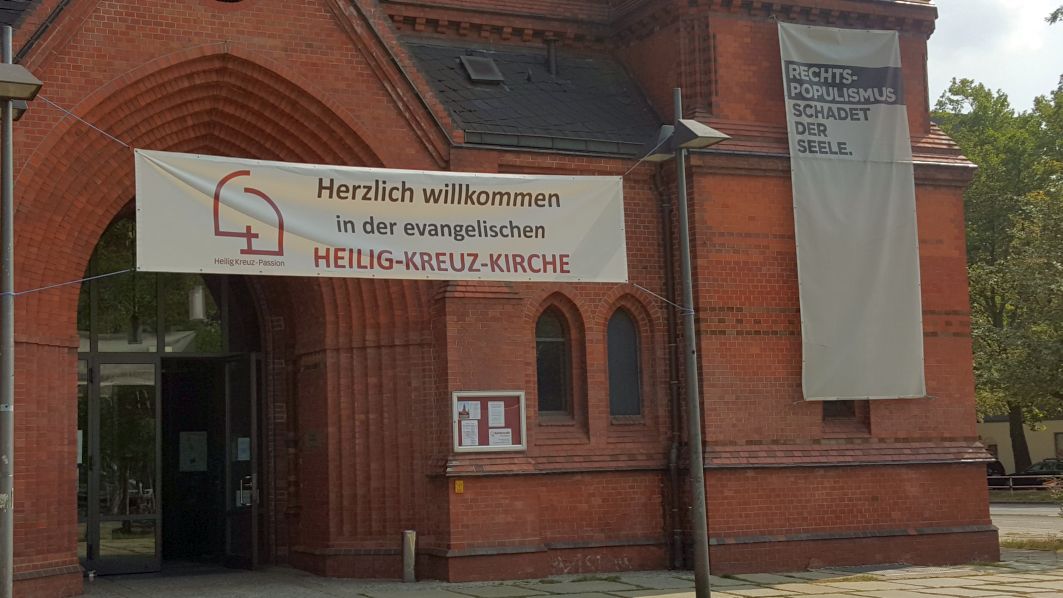 Herzlich willkommen
in der evangelischen
HEILIG-KREUZ-KIRCHE
Heilig Kreuz-Passion
RECHTS-
POPULISMUS
SCHADET
DER
SEELE.